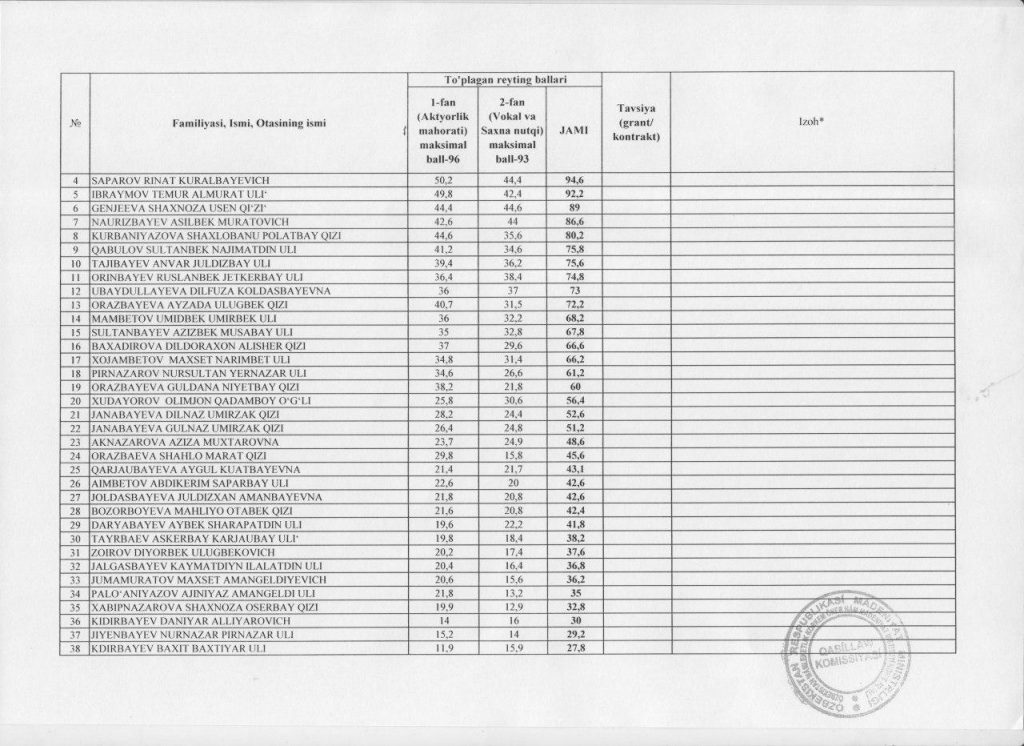 № Familiyasi, Ismi, Otasining ismi To’plagan reyting ballari Tavsiya (grant/ kontrakt) Izoh*
1-fan (Aktyorlik mahorati) maksimal ball-96 2-fan (Vokal va Saxna nutqi) maksimal ball-93 JAMI
4 SAPAROV RINAT KURALBAYEVICH 50,2 44,4 94,6
5 IBRAYMOV TEMUR ALMURAT ULI‘ 49,8 42,4 92,2
6 GENJEEVA SHAXNOZA USEN QI‘ZI‘ 44,4 44,6 89
7 NAURIZBAYEV ASILBEK MURATOVICH 42,6 44 86,6
8 KURBANIYAZOVA SHAXLOBANU POLATBAY QIZI 44,6 35,6 80,2
9 QABULOV SULTANBEK NAJIMATDIN ULI 41,2 34,6 75,8
10 TAJIBAYEV ANVAR JULDIZBAY ULI 39,4 36,2 75,6
11 ORINBAYEV RUSLANBEK JETKERBAY ULI 36,4 38,4 74,8
12 UBAYDULLAYEVA DILFUZA KOLDASBAYEVNA 36 37 73
13 ORAZBAYEVA AYZADA ULUGBEK QIZI 40,7 31,5 72,2
14 MAMBETOV UMIDBEK UMIRBEK ULI 36 32,2 68,2
15 SULTANBAYEV AZIZBEK MUSABAY ULI 35 32,8 67,8
16 BAXADIROVA DILDORAXON ALISHER QIZI 37 29,6 66,6
17 XOJAMBETOV MAXSET NARIMBET ULI 34,8 31,4 66,2
18 PIRNAZAROV NURSULTAN YERNAZAR ULI 34,6 26,6 61,2
19 ORAZBAYEVA GULDANA NIYETBAY QIZI 38,2 21,8 60
20 XUDAYOROV OLIMJON QADAMBOY O‘G‘LI 25,8 30,6 56,4
21 JANABAYEVA DILNAZ UMIRZAK QIZI 28,2 24,4 52,6
22 JANABAYEVA GULNAZ UMIRZAK QIZI 26,4 24,8 51,2
23 AKNAZAROVA AZIZA MUXTAROVNA 23,7 24,9 48,6
24 ORAZBAEVA SHAHLO MARAT QIZI 29,8 15,8 45,6
25 QARJAUBAYEVA AYGUL KUATBAYEVNA 21,4 21,7 43,1
26 AIMBETOV ABDIKERIM SAPARBAY ULI 22,6 20 42,6
27 JOLDASBAYEVA JULDIZXAN AMANBAYEVNA 21,8 20,8 42,6
28 BOZORBOYEVA MAHLIYO OTABEK QIZI 21,6 20,8 42,4
29 DARYABAYEV AYBEK SHARAPATDIN ULI 19,6 22,2 41,8
30 TAYRBAEV ASKERBAY KARJAUBAY ULI‘ 19,8 18,4 38,2
31 ZOIROV DIYORBEK ULUGBEKOVICH 20,2 17,4 37,6
32 JALGASBAYEV KAYMATDIYN ILALATDIN ULI 20,4 16,4 36,8
33 JUMAMURATOV MAXSET AMANGELDIYEVICH 20,6 15,6 36,2
34 PALO‘ANIYAZOV AJINIYAZ AMANGELDI ULI 21,8 13,2 35
35 XABIPNAZAROVA SHAXNOZA OSERBAY QIZI 19,9 12,9 32,8
36 KIDIRBAYEV DANIYAR ALLIYAROVICH 14 16 30
37 JIYENBAYEV NURNAZAR PIRNAZAR ULI 15,2 14 29,2
38 KDIRBAYEV BAXIT BAXTIYAR ULI 11,9 15,9 27,8
QABILLAW
KOMISSIYASI